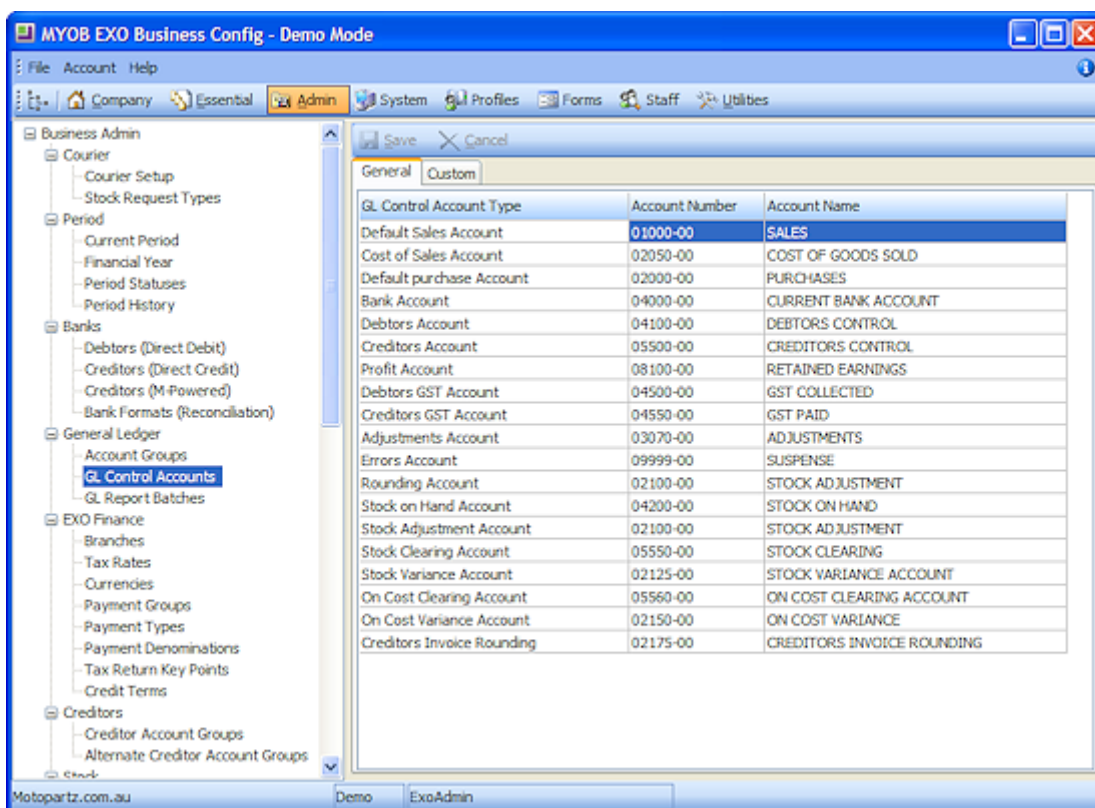 MYOB EXO Business Config - Demo Mode
File Account Help
Company Essential Admin System Profiles Forms Staff Utilities
Business Admin
Courier
Courier Setup
Stock Request Types
Period
Current Period
Financial Year
Period Statuses
Period History
Banks
Debtors (Direct Debit)
Creditors (Direct Credit)
Creditors (M-Powered)
Bank Formats (Reconciliation)
General Ledger
Account Groups
GL Control Accounts
GL Report Batches
EXO Finance
Branches
Tax Rates
Currencies
Payment Groups
Payment Types
Payment Denominations
Tax Return Key Points
Credit Terms
Creditors
Creditor Account Groups
Alternate Creditor Account Groups
Stock
Save Cancel
General Custom
GL Control Account Type Account Number Account Name
Default Sales Account 01000-00 SALES
Cost of Sales Account 02050-00 COST OF GOODS SOLD
Default purchase Account 02000-00 PURCHASES
Bank Account 04000-00 CURRENT BANK ACCOUNT
Debtors Account 04100-00 DEBTORS CONTROL
Creditors Account 05500-00 CREDITORS CONTROL
Profit Account 08100-00 RETAINED EARNINGS
Debtors GST Account 04500-00 GST COLLECTED
Creditors GST Account 04550-00 GST PAID
Adjustments Account 03070-00 ADJUSTMENTS
Errors Account 09999-00 SUSPENSE
Rounding Account 02100-00 STOCK ADJUSTMENT
Stock on Hand Account 04200-00 STOCK ON HAND
Stock Adjustment Account 02100-00 STOCK ADJUSTMENT
Stock Clearing Account 05550-00 STOCK CLEARING
Stock Variance Account 02125-00 STOCK VARIANCE ACCOUNT
On Cost Clearing Account 05560-00 ON COST CLEARING ACCOUNT
On Cost Variance Account 02150-00 ON COST VARIANCE
Creditors Invoice Rounding 02175-00 CREDITORS INVOICE ROUNDING
Motopartz.com.au Demo ExoAdmin